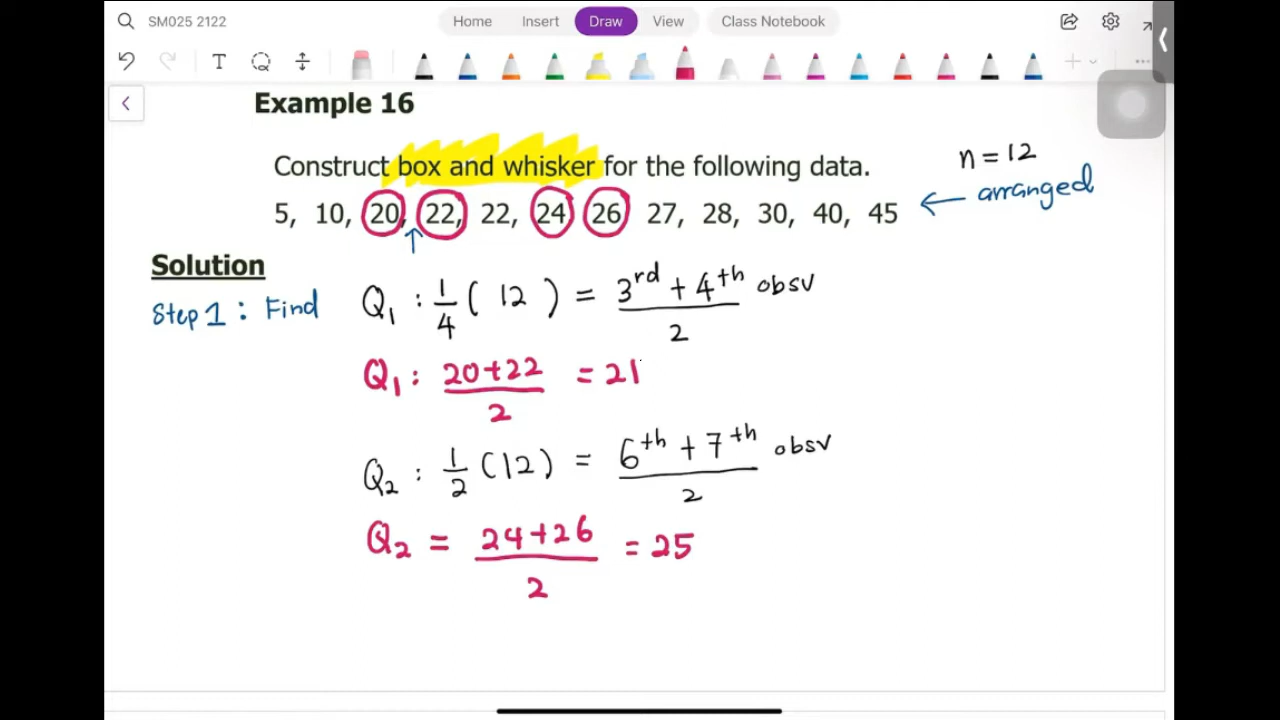 SM025 2122
Home Insert Draw View Class Notebook
T
Example 16
Construct box and whisker for the following data.
n = 12
5, 10, 20, 22, 22, 24 26 27, 28, 30, 40, 45
← arranged
↑
Solution
Step 1 : Find
Q₁ : 1/4 ( 12 ) = (3rd + 4th)/2 obsv
Q₁ : (20+22)/2 = 21
Q₂ : 1/2 (12) = (6th + 7th)/2 obsv
Q₂ = (24+26)/2 = 25